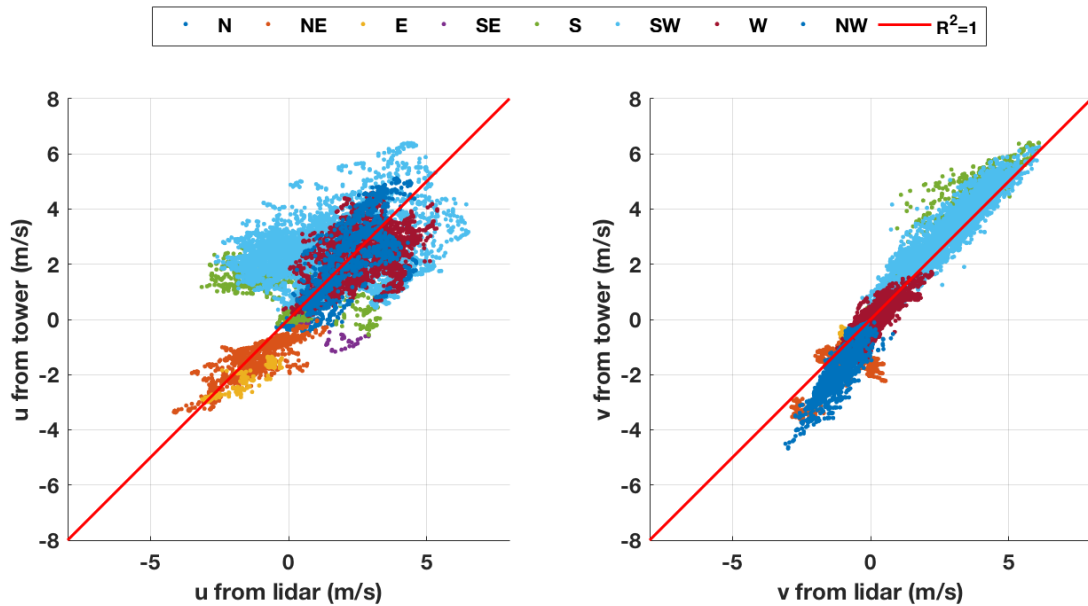 N NE E SE S SW W NW R²=1
8
6
4
2
0
-2
-4
-6
-8
-5 0 5
u from tower (m/s)
u from lidar (m/s)
8
6
4
2
0
-2
-4
-6
-8
-5 0 5
v from tower (m/s)
v from lidar (m/s)